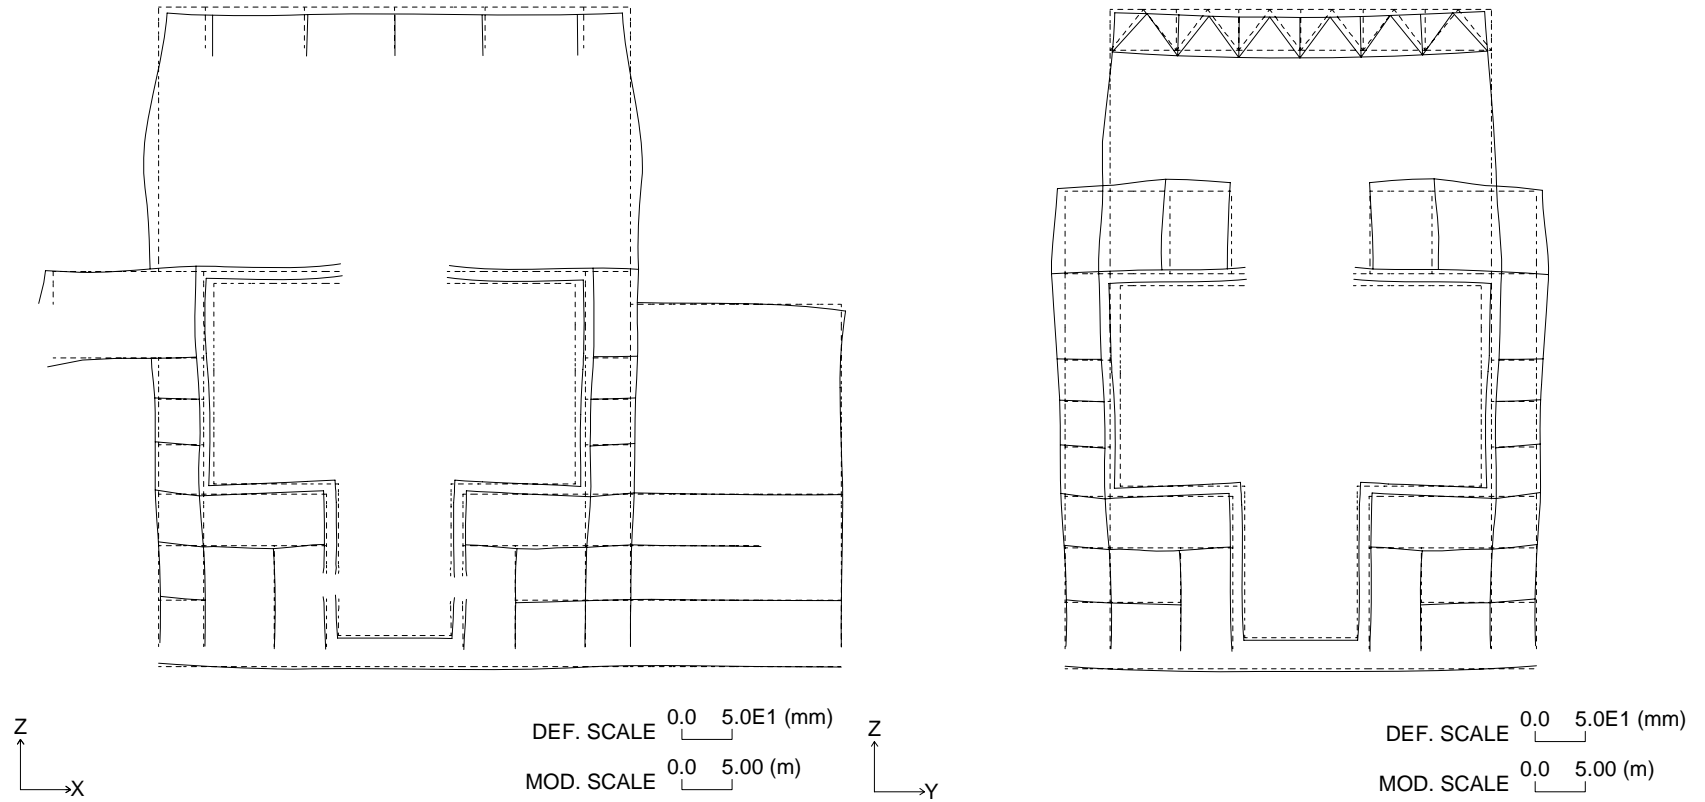 Z
X
DEF. SCALE 0.0 5.0E1 (mm)
MOD. SCALE 0.0 5.00 (m)
Z
Y
DEF. SCALE 0.0 5.0E1 (mm)
MOD. SCALE 0.0 5.00 (m)